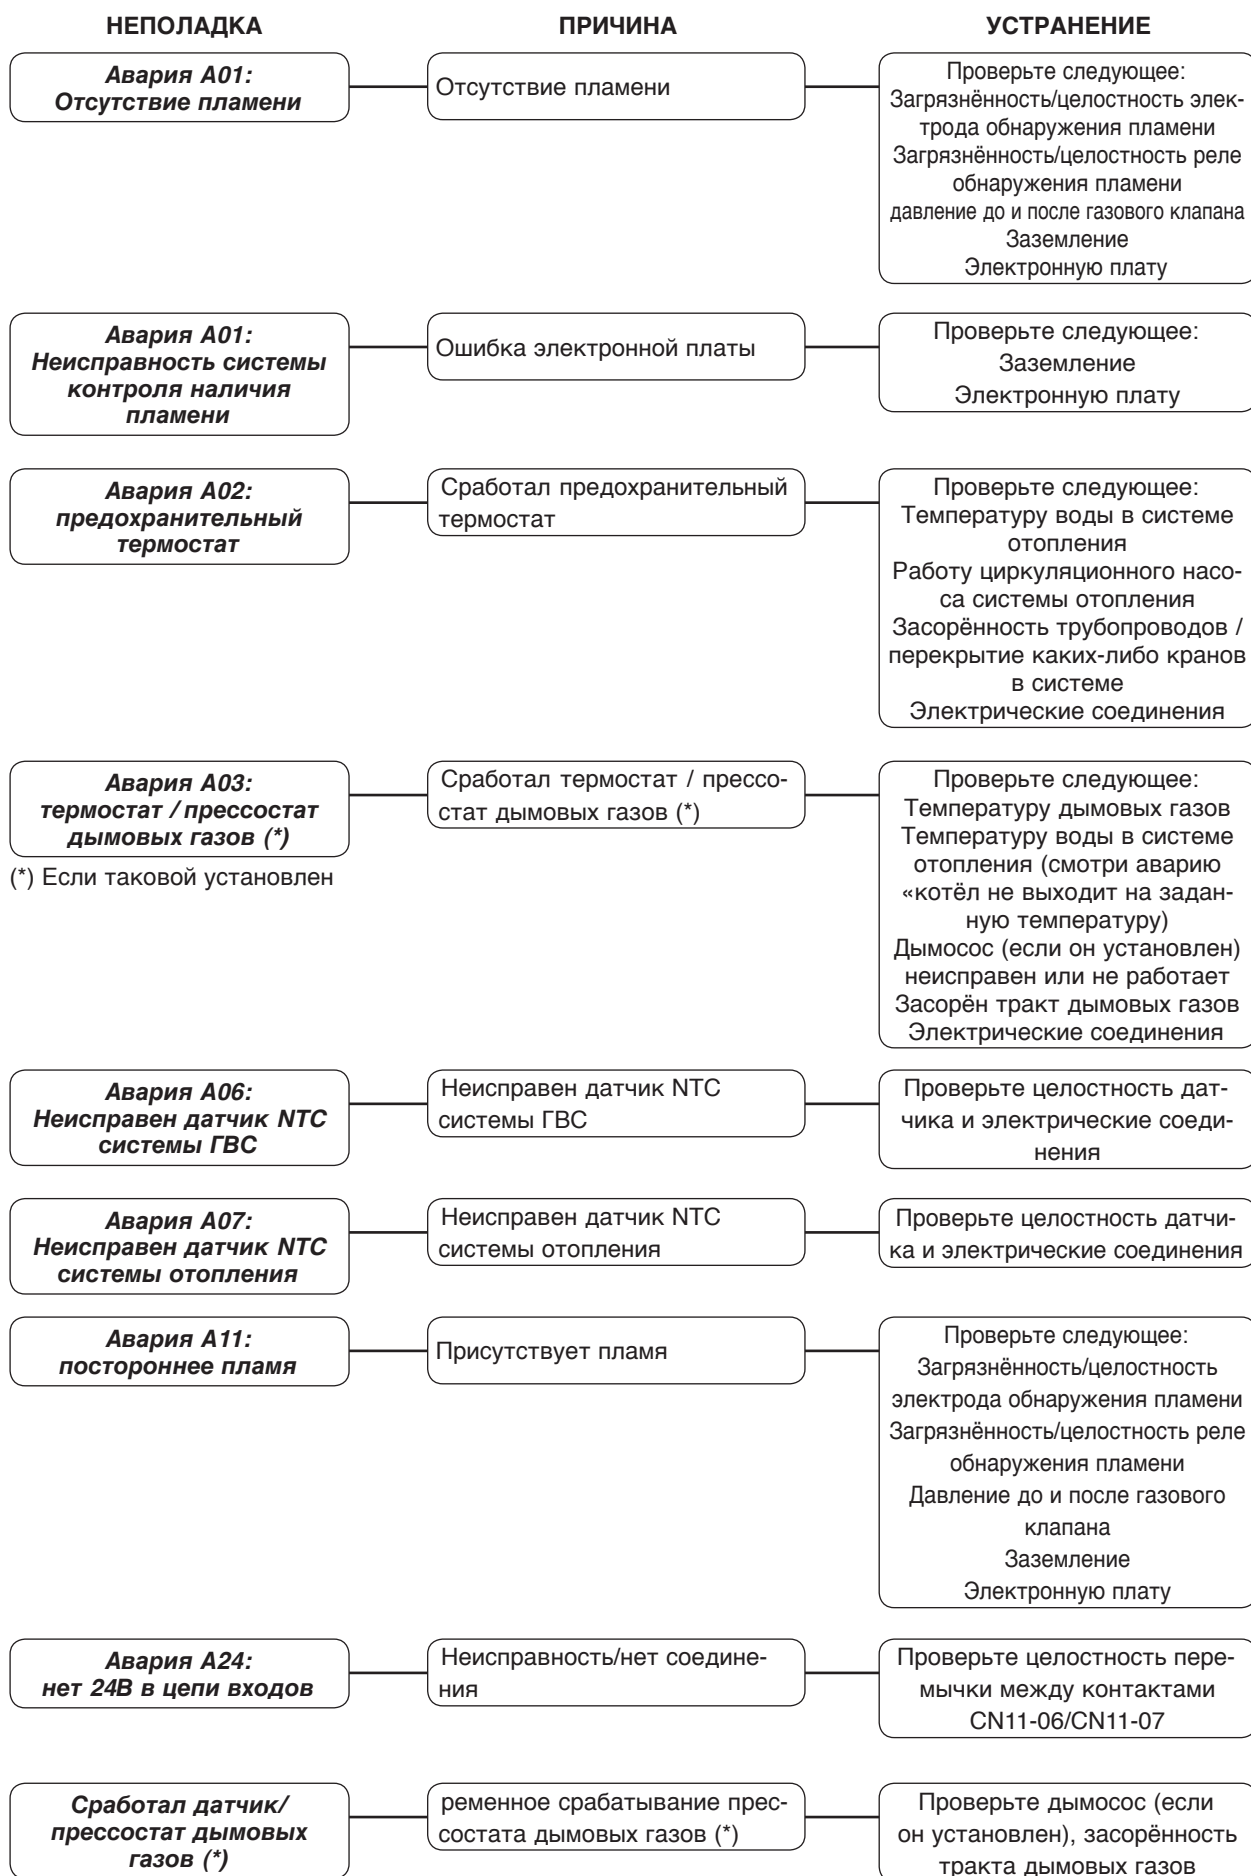 НЕПОЛАДКА
ПРИЧИНА
УСТРАНЕНИЕ
Авария A01:
Отсутствие пламени
Отсутствие пламени
Проверьте следующее:
Загрязнённость/целостность элек-
трода обнаружения пламени
Загрязнённость/целостность реле
обнаружения пламени
давление до и после газового клапана
Заземление
Электронную плату
Авария A01:
Неисправность системы
контроля наличия
пламени
Ошибка электронной платы
Проверьте следующее:
Заземление
Электронную плату
Авария A02:
предохранительный
термостат
Сработал предохранительный
термостат
Проверьте следующее:
Температуру воды в системе
отопления
Работу циркуляционного насо-
са системы отопления
Засорённость трубопроводов /
перекрытие каких-либо кранов
в системе
Электрические соединения
Авария A03:
термостат / прессостат
дымовых газов (*)
(*) Если таковой установлен
Сработал термостат / прессо-
стат дымовых газов (*)
Проверьте следующее:
Температуру дымовых газов
Температуру воды в системе
отопления (смотри аварию
«котёл не выходит на задан-
ную температуру)
Дымосос (если он установлен)
неисправен или не работает
Засорён тракт дымовых газов
Электрические соединения
Авария A06:
Неисправен датчик NTC
системы ГВС
Неисправен датчик NTC
системы ГВС
Проверьте целостность дат-
чика и электрические соеди-
нения
Авария A07:
Неисправен датчик NTC
системы отопления
Неисправен датчик NTC
системы отопления
Проверьте целостность датчи-
ка и электрические соединения
Авария A11:
постороннее пламя
Присутствует пламя
Проверьте следующее:
Загрязнённость/целостность
электрода обнаружения пламени
Загрязнённость/целостность реле
обнаружения пламени
Давление до и после газового
клапана
Заземление
Электронную плату
Авария A24:
нет 24В в цепи входов
Неисправность/нет соедине-
ния
Проверьте целостность пере-
мычки между контактами
CN11-06/CN11-07
Сработал датчик/
прессостат дымовых
газов (*)
ременное срабатывание прес-
состата дымовых газов (*)
Проверьте дымосос (если
он установлен), засорённость
тракта дымовых газов